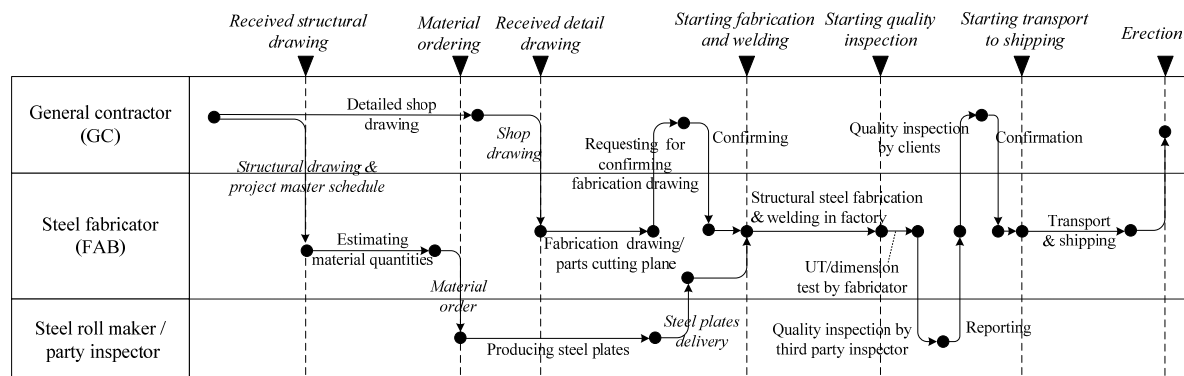 Received structural
drawing
Material
ordering
Received detail
drawing
Starting fabrication
and welding
Starting quality
inspection
Starting transport
to shipping
Erection
General contractor
(GC)
Detailed shop
drawing
Shop
drawing
Structural drawing &
project master schedule
Requesting for
confirming
fabrication drawing
Confirming
Quality inspection
by clients
Confirmation
Steel fabricator
(FAB)
Estimating
material quantities
Material
order
Fabrication drawing/
parts cutting plane
Structural steel fabrication
& welding in factory
UT/dimension
test by fabricator
Transport
& shipping
Steel roll maker /
party inspector
Producing steel plates
Steel plates
delivery
Quality inspection by
third party inspector
Reporting